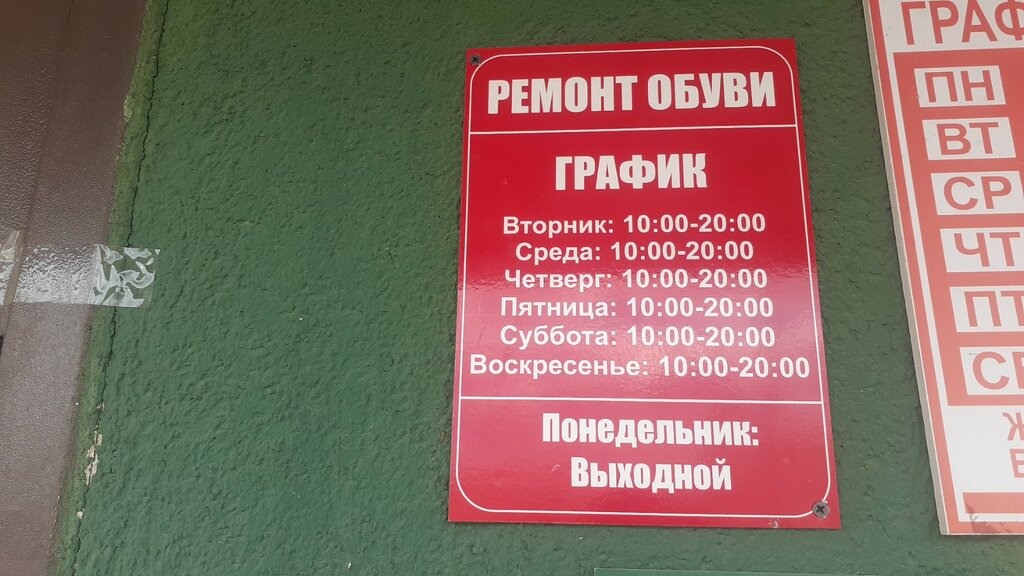 РЕМОНТ ОБУВИ
ГРАФИК
Вторник: 10:00-20:00
Среда: 10:00-20:00
Четверг: 10:00-20:00
Пятница: 10:00-20:00
Суббота: 10:00-20:00
Воскресенье: 10:00-20:00
Понедельник:
Выходной
ПН
ВТ
СР
ЧТ
ПТ